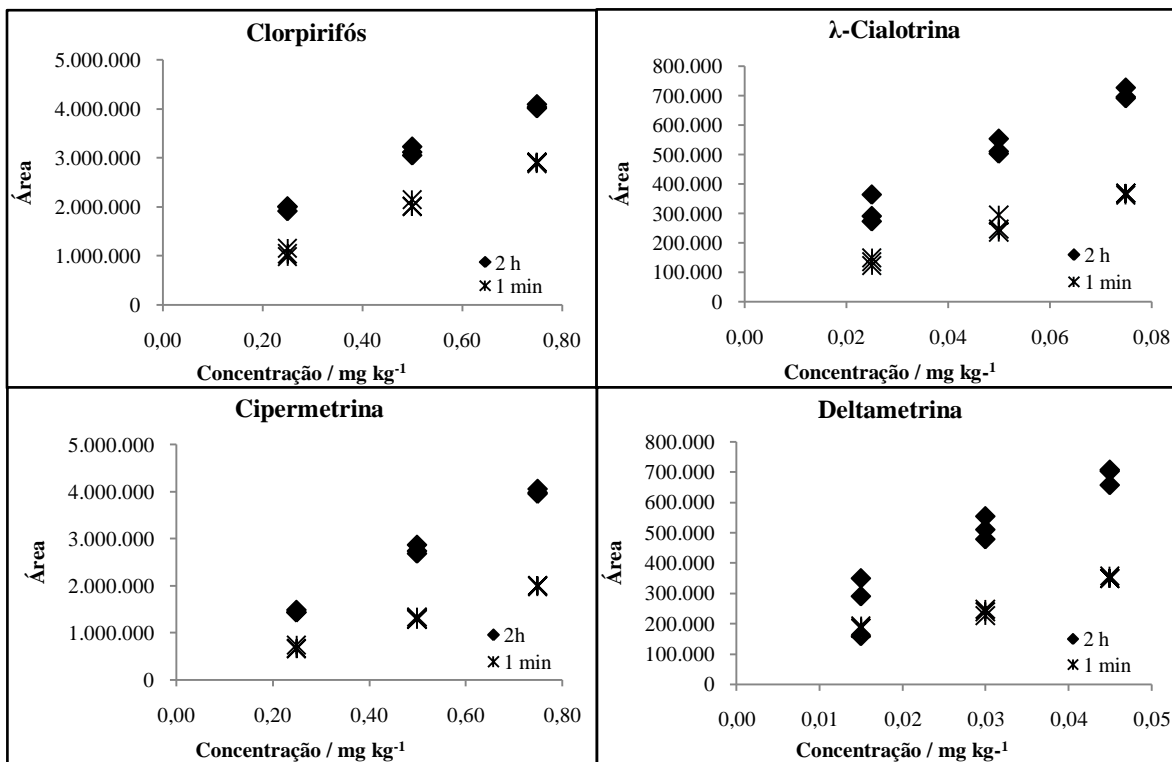 Clorpirifós
5.000.000
4.000.000
3.000.000
2.000.000
1.000.000
0
Área
0,00 0,20 0,40 0,60 0,80
Concentração / mg kg-1
2 h
1 min
λ-Cialotrina
800.000
700.000
600.000
500.000
400.000
300.000
200.000
100.000
0
Área
0,00 0,02 0,04 0,06 0,08
Concentração / mg kg-1
2 h
1 min
Cipermetrina
5.000.000
4.000.000
3.000.000
2.000.000
1.000.000
0
Área
0,00 0,20 0,40 0,60 0,80
Concentração / mg kg-1
2h
1 min
Deltametrina
800.000
700.000
600.000
500.000
400.000
300.000
200.000
100.000
0
Área
0,00 0,01 0,02 0,03 0,04 0,05
Concentração / mg kg-1
2 h
1 min